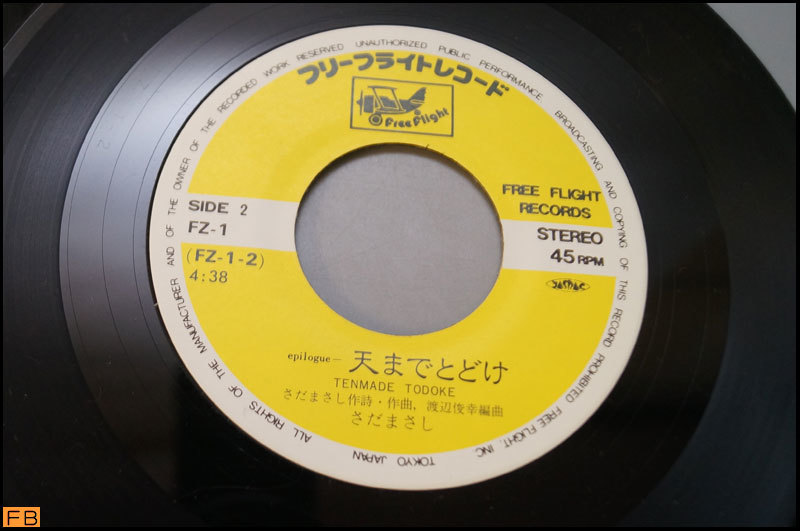 フリーフライトレコード
Free Flight
FREE FLIGHT
RECORDS
SIDE 2
FZ-1
(FZ-1-2)
4:38
STEREO
45 RPM
epilogue— 天までとどけ
TENMADE TODOKE
さだまさし作詩・作曲, 渡辺俊幸編曲
さだまさし
ALL RIGHTS OF THE MANUFACTURER AND OF THE OWNER OF THE RECORDED WORK RESERVED UNAUTHORIZED PUBLIC PERFORMANCE BROADCASTING AND COPYING OF THIS RECORD PROHIBITED FREE FLIGHT, INC TOKYO JAPAN
FB